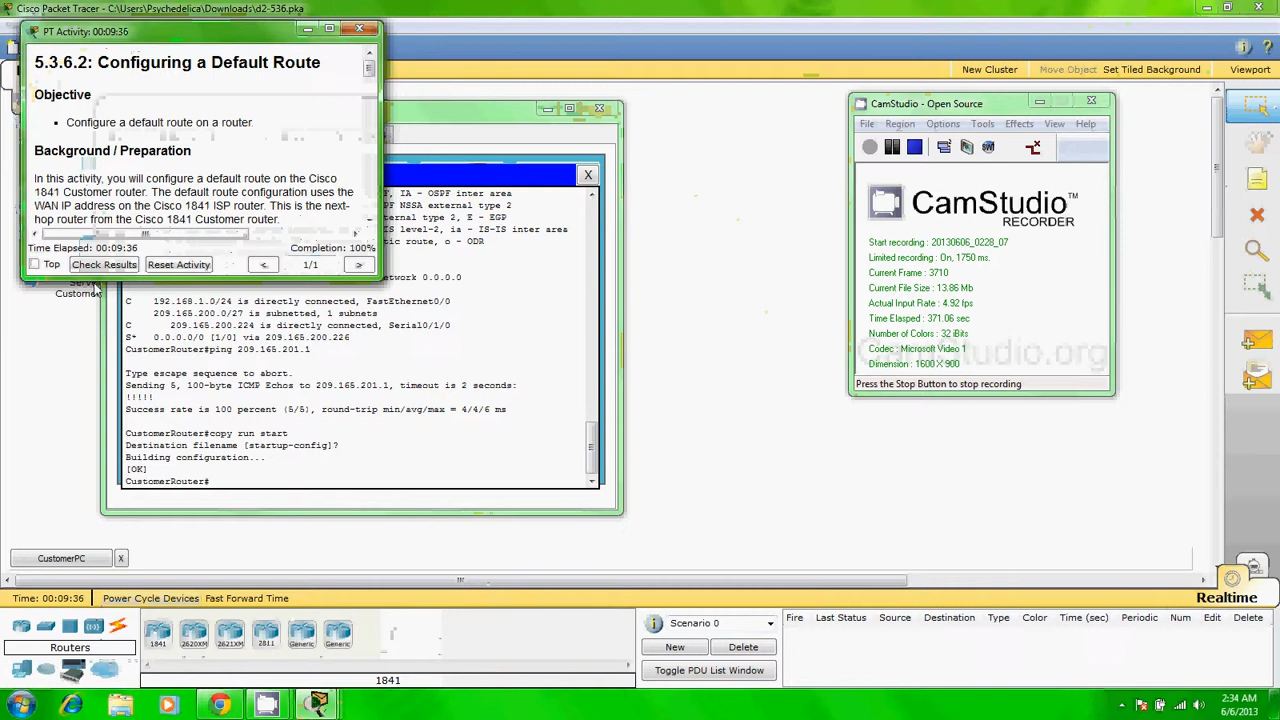 Cisco Packet Tracer - C:\Users\Psychedelica\Downloads\d2-536.pka
PT Activity: 00:09:36
5.3.6.2: Configuring a Default Route
Objective
• Configure a default route on a router
Background / Preparation
In this activity, you will configure a default route on the Cisco
1841 Customer router. The default route configuration uses the
WAN IP address on the Cisco 1841 ISP router. This is the next-
hop router from the Cisco 1841 Customer router.
Time Elapsed: 00:09:36
Completion: 100%
Top
Check Results
Reset Activity
<
1/1
>
New Cluster
Move Object
Set Tiled Background
Viewport
Customer
X
IA - OSPF inter area
NSSA external type 2
external type 2, E - EGP
IS level-2, ia - IS-IS inter area
route, o - ODR
network 0.0.0.0
C 192.168.1.0/24 is directly connected, FastEthernet0/0
209.165.200.0/27 is subnetted, 1 subnets
C 209.165.200.224 is directly connected, Serial0/1/0
S* 0.0.0.0/0 [1/0] via 209.165.200.226
CustomerRouter#ping 209.165.201.1
Type escape sequence to abort.
Sending 5, 100-byte ICMP Echos to 209.165.201.1, timeout is 2 seconds:
!!!!!
Success rate is 100 percent (5/5), round-trip min/avg/max = 4/4/6 ms
CustomerRouter#copy run start
Destination filename [startup-config]?
Building configuration...
[OK]
CustomerRouter#
CamStudio - Open Source
File Region Options Tools Effects View Help
CamStudio™
RECORDER
Start recording : 20130606_0228_07
Limited recording : On, 1750 ms.
Current Frame : 3710
Current File Size : 13.86 Mb
Actual Input Rate : 4.92 fps
Time Elasped : 371.06 sec
Number of Colors : 32 iBits
Codec : Microsoft Video 1
Dimension : 1600 X 900
CamStudio.org
Press the Stop Button to stop recording
CustomerPC
X
Time: 00:09:36
Power Cycle Devices
Fast Forward Time
Realtime
Routers
1841
2620XM
2621XM
2811
Generic
Generic
1841
Scenario 0
New
Delete
Toggle PDU List Window
Fire Last Status Source Destination Type Color Time (sec) Periodic Num Edit Delete
2:34 AM
6/6/2013